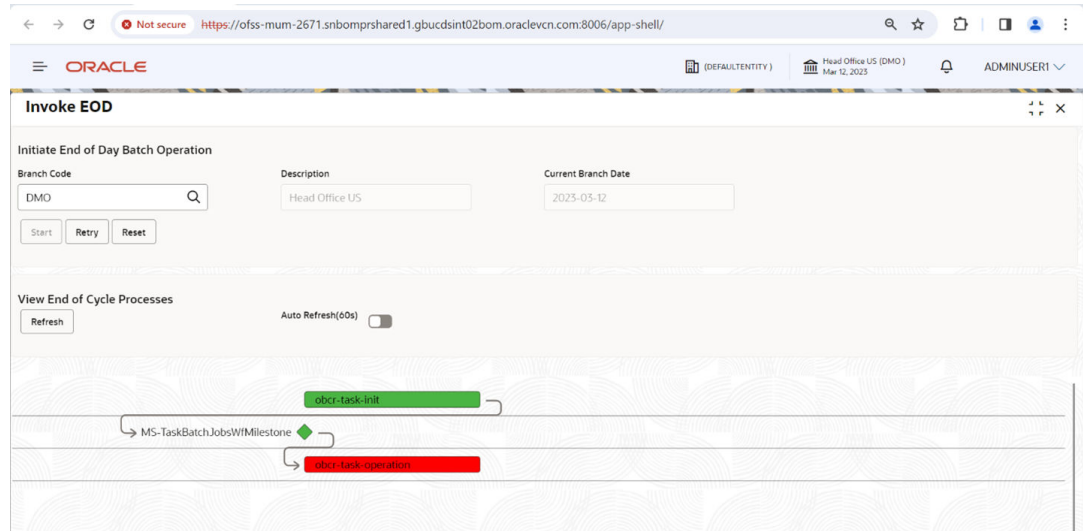 Not secure https://ofss-mum-2671.snbomprshared1.gbucdsint02bom.oraclevcn.com:8006/app-shell/
ORACLE (DEFAULTENTITY ) Head Office US (DMO ) ADMINUSER1
Mar 12, 2023
Invoke EOD
Initiate End of Day Batch Operation
Branch Code Description Current Branch Date
DMO Head Office US 2023-03-12
Start Retry Reset
View End of Cycle Processes
Refresh Auto Refresh(60s)
obcr-task-init
MS-TaskBatchJobsWfMilestone
obcr-task-operation